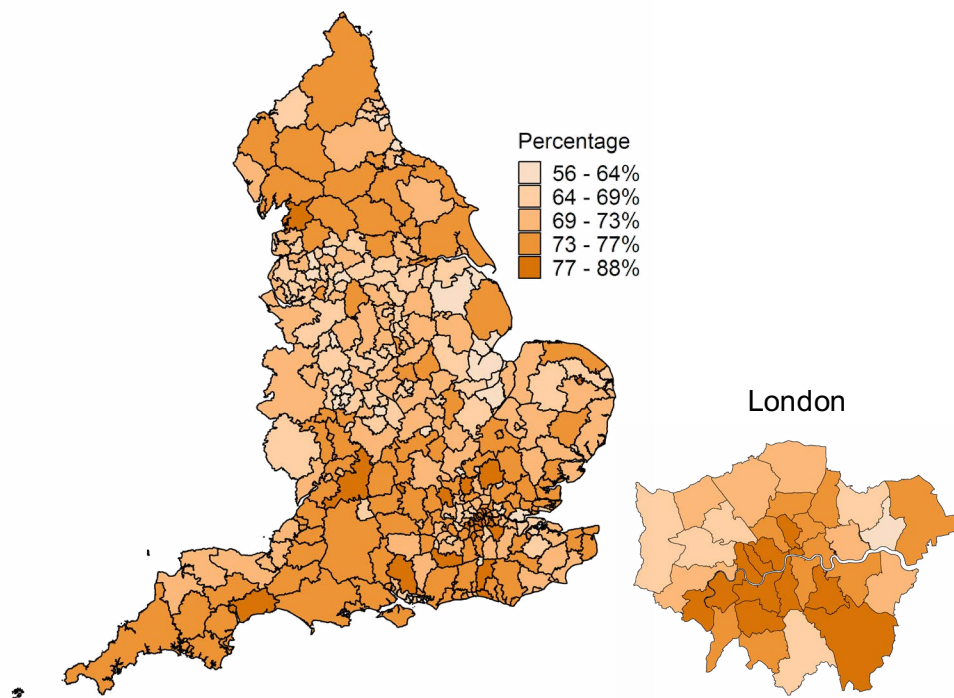 Percentage
56 - 64%
64 - 69%
69 - 73%
73 - 77%
77 - 88%
London